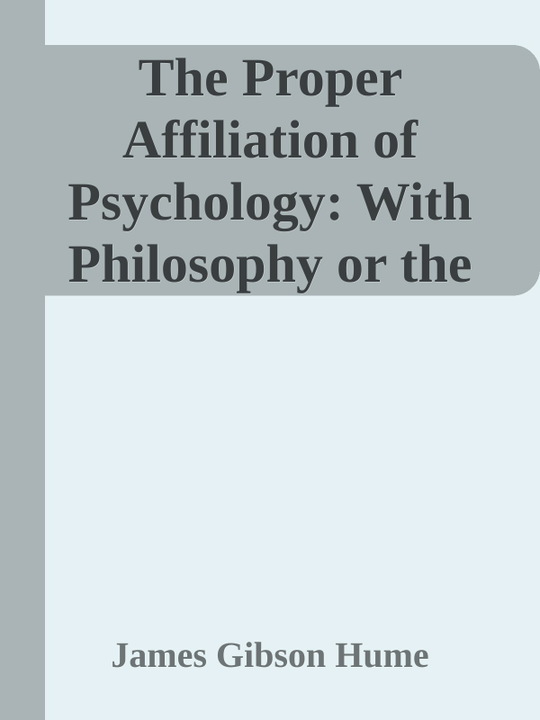 The Proper
Affiliation of
Psychology: With
Philosophy or the
James Gibson Hume